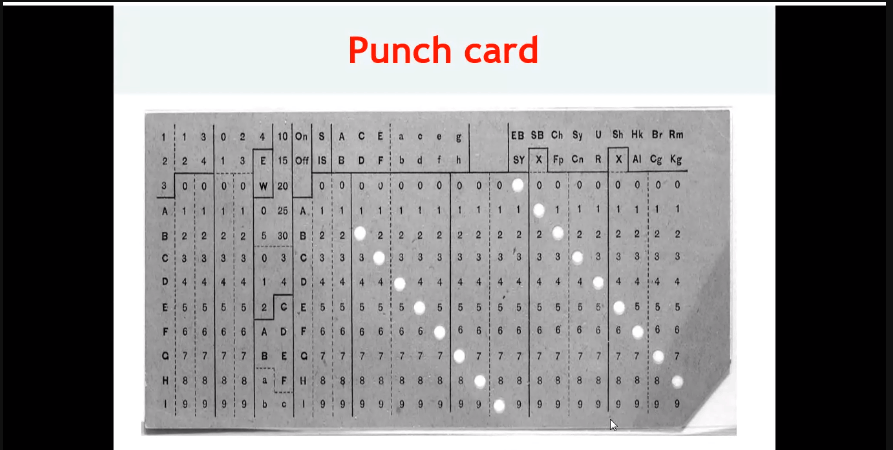 Punch card
1 1 3 0 2 4 10 On S A C E a c e g EB SB Ch Sy U Sh Hk Br Rm
2 2 4 1 3 E 15 Off IS B D F b d f h SY X Fp Cn R X Al Cg Kg
3 0 0 0 0 W 20 0 0 0 0 0 0 0 0 0 0 0 0 0 0 0 0 0 0
A 1 1 1 1 0 25 A 1 1 1 1 1 1 1 1 1 1 1 1 1 1 1 1 1 1
B 2 2 2 2 5 30 B 2 2 2 2 2 2 2 2 2 2 2 2 2 2 2 2 2
C 3 3 3 3 0 3 C 3 3 3 3 3 3 3 3 3 3 3 3 3 3 3 3 3
D 4 4 4 4 1 4 D 4 4 4 4 4 4 4 4 4 4 4 4 4 4 4 4 4
E 5 5 5 5 2 C E 5 5 5 5 5 5 5 5 5 5 5 5 5 5 5 5 5
F 6 6 6 6 A D F 6 6 6 6 6 6 6 6 6 6 6 6 6 6 6 6 6
G 7 7 7 7 B E G 7 7 7 7 7 7 7 7 7 7 7 7 7 7 7 7 7
H 8 8 8 8 a F H 8 8 8 8 8 8 8 8 8 8 8 8 8 8 8 8 8
I 9 9 9 9 b c I 9 9 9 9 9 9 9 9 9 9 9 9 9 9 9 9 9 9